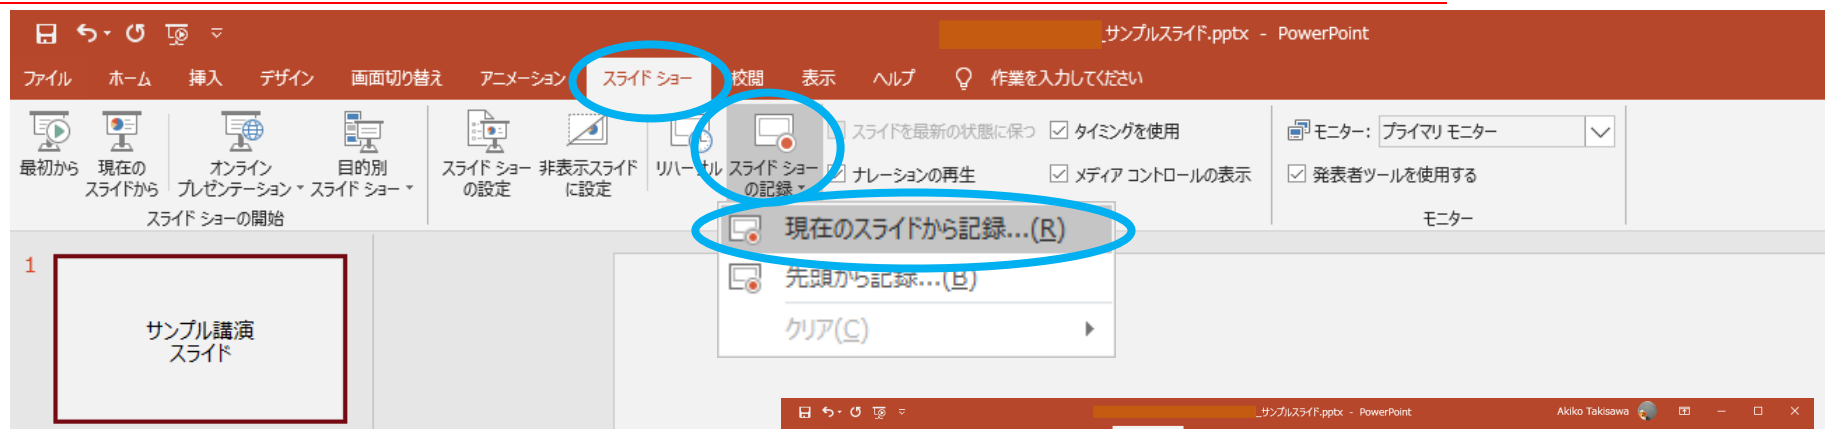 _サンプルスライド.pptx - PowerPoint
ファイル ホーム 挿入 デザイン 画面切り替え アニメーション スライド ショー 校閲 表示 ヘルプ 作業を入力してください
最初から
現在の
スライドから
オンライン
プレゼンテーション
目的別
スライド ショー
スライド ショーの開始
スライド ショー
の設定
非表示スライド
に設定
リハーサル
スライド ショー
の記録
スライドを最新の状態に保つ
ナレーションの再生
タイミングを使用
メディア コントロールの表示
モニター: プライマリ モニター
発表者ツールを使用する
モニター
現在のスライドから記録...(R)
先頭から記録...(B)
クリア(C)
1
サンプル講演
スライド
_サンプルスライド.pptx - PowerPoint
Akiko Takisawa